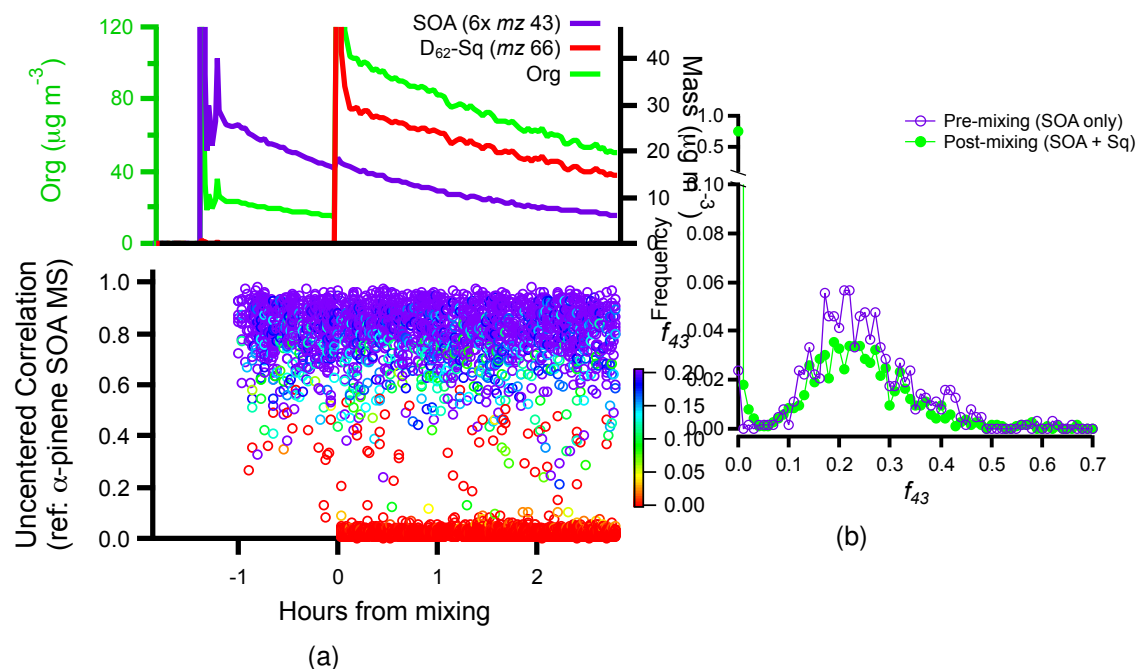 SOA (6x mz 43)
D62-Sq (mz 66)
Org
120
80
40
0
Org (µg m-3)
40
30
20
10
0
Mass (µg m-3)
1.0
0.8
0.6
0.4
0.2
0.0
Uncentered Correlation
(ref. α-pinene SOA MS)
-1
0
1
2
Hours from mixing
f43
0.20
0.15
0.10
0.05
0.00
(a)
Pre-mixing (SOA only)
Post-mixing (SOA + Sq)
1.0
0.5
0.10
0.08
0.06
0.04
0.02
0.00
Frequency
0.0
0.1
0.2
0.3
0.4
0.5
0.6
0.7
f43
(b)